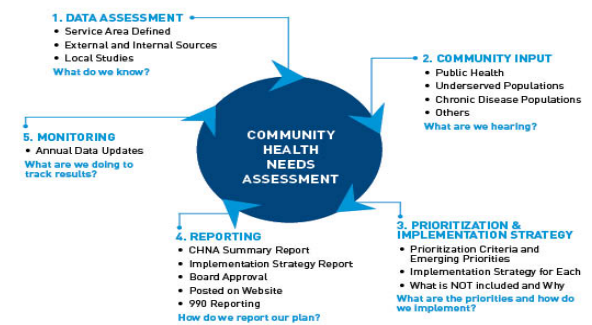 1. DATA ASSESSMENT
• Service Area Defined
• External and Internal Sources
• Local Studies
What do we know?
2. COMMUNITY INPUT
• Public Health
• Underserved Populations
• Chronic Disease Populations
• Others
What are we hearing?
3. PRIORITIZATION &
IMPLEMENTATION STRATEGY
• Prioritization Criteria and
Emerging Priorities
• Implementation Strategy for Each
• What is NOT included and Why
What are the priorities and how do
we implement?
4. REPORTING
• CHNA Summary Report
• Implementation Strategy Report
• Board Approval
• Posted on Website
• 990 Reporting
How do we report our plan?
5. MONITORING
• Annual Data Updates
What are we doing to
track results?
COMMUNITY
HEALTH
NEEDS
ASSESSMENT